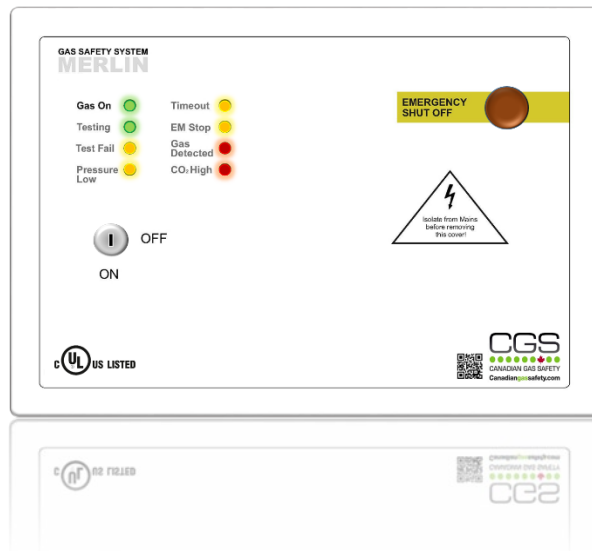 GAS SAFETY SYSTEM
MERLIN
Gas On
Testing
Test Fail
Pressure
Low
Timeout
EM Stop
Gas
Detected
CO₂ High
EMERGENCY
SHUT OFF
Isolate from Mains
before removing
this cover!
OFF
ON
C UL US LISTED
CGS
CANADIAN GAS SAFETY
Canadiangassafety.com